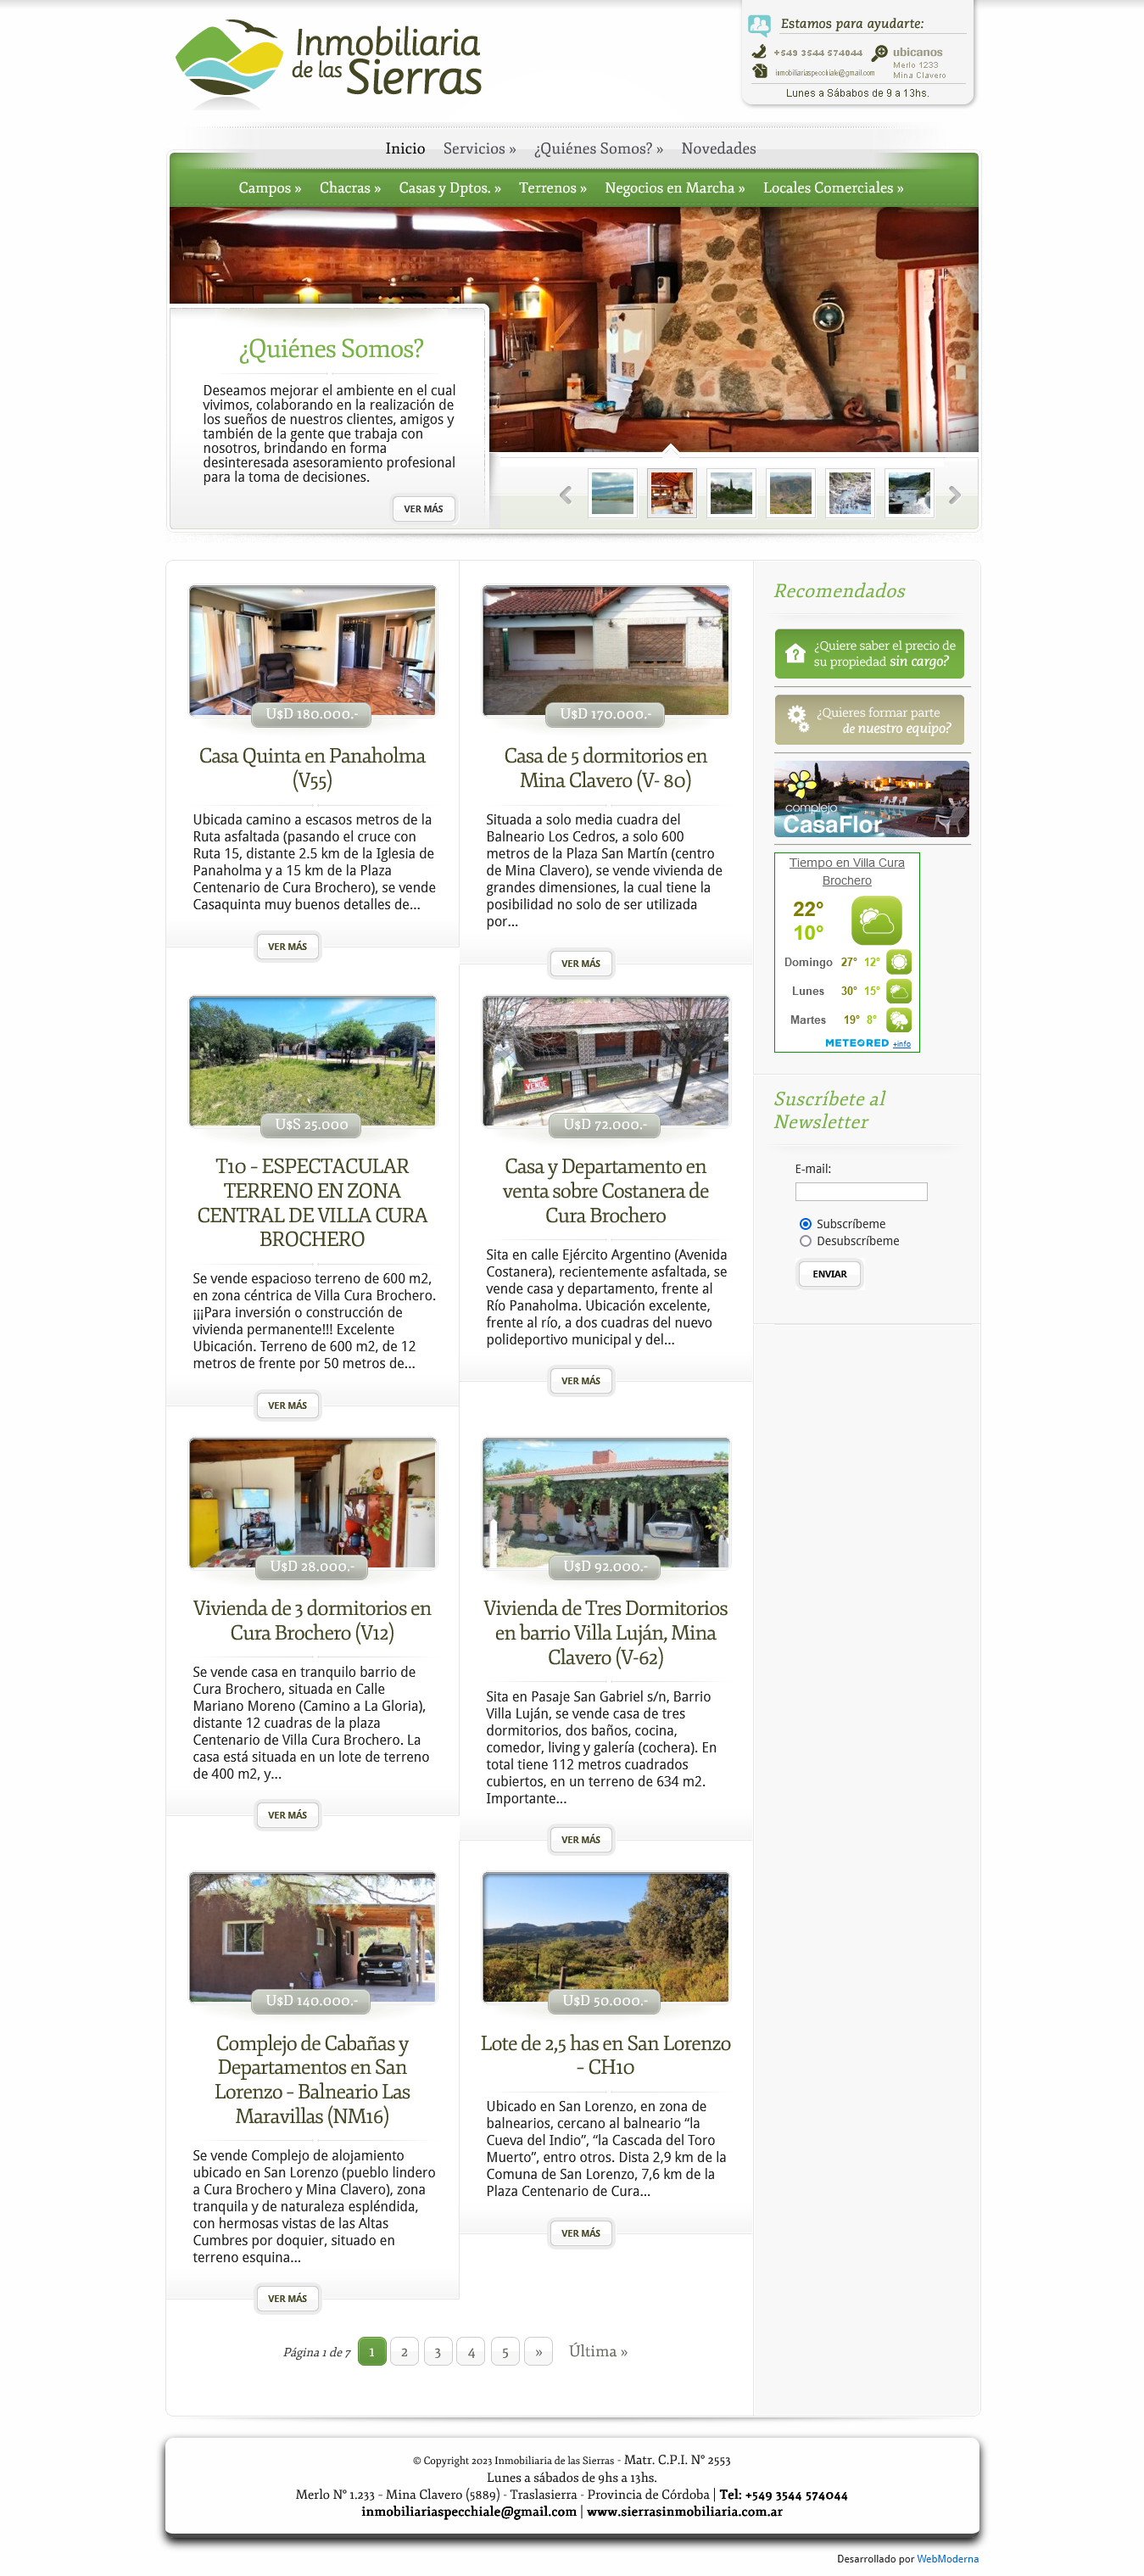 Inmobiliaria
de las Sierras
Estamos para ayudarte:
+549 3544 574044
ubicanos
Merlo 1233
Mina Clavero
inmobiliariaspecchiale@gmail.com
Lunes a Sábados de 9 a 13hs.
Inicio Servicios » ¿Quiénes Somos? » Novedades
Campos » Chacras » Casas y Dptos. » Terrenos » Negocios en Marcha » Locales Comerciales »
¿Quiénes Somos?
Deseamos mejorar el ambiente en el cual
vivimos, colaborando en la realización de
los sueños de nuestros clientes, amigos y
también de la gente que trabaja con
nosotros, brindando en forma
desinteresada asesoramiento profesional
para la toma de decisiones.
VER MÁS
U$D 180.000.-
Casa Quinta en Panaholma
(V55)
Ubicada camino a escasos metros de la
Ruta asfaltada (pasando el cruce con
Ruta 15, distante 2.5 km de la Iglesia de
Panaholma y a 15 km de la Plaza
Centenario de Cura Brochero), se vende
Casaquinta muy buenos detalles de...
VER MÁS
U$D 170.000.-
Casa de 5 dormitorios en
Mina Clavero (V- 80)
Situada a solo media cuadra del
Balneario Los Cedros, a solo 600
metros de la Plaza San Martín (centro
de Mina Clavero), se vende vivienda de
grandes dimensiones, la cual tiene la
posibilidad no solo de ser utilizada
por...
VER MÁS
U$S 25.000
T10 – ESPECTACULAR
TERRENO EN ZONA
CENTRAL DE VILLA CURA
BROCHERO
Se vende espacioso terreno de 600 m2,
en zona céntrica de Villa Cura Brochero.
¡¡¡Para inversión o construcción de
vivienda permanente!!! Excelente
Ubicación. Terreno de 600 m2, de 12
metros de frente por 50 metros de...
VER MÁS
VENDE
U$D 72.000.-
Casa y Departamento en
venta sobre Costanera de
Cura Brochero
Sita en calle Ejército Argentino (Avenida
Costanera), recientemente asfaltada, se
vende casa y departamento, frente al
Río Panaholma. Ubicación excelente,
frente al río, a dos cuadras del nuevo
polideportivo municipal y del...
VER MÁS
U$D 28.000.-
Vivienda de 3 dormitorios en
Cura Brochero (V12)
Se vende casa en tranquilo barrio de
Cura Brochero, situada en Calle
Mariano Moreno (Camino a La Gloria),
distante 12 cuadras de la plaza
Centenario de Villa Cura Brochero. La
casa está situada en un lote de terreno
de 400 m2, y...
VER MÁS
U$D 92.000.-
Vivienda de Tres Dormitorios
en barrio Villa Luján, Mina
Clavero (V-62)
Sita en Pasaje San Gabriel s/n, Barrio
Villa Luján, se vende casa de tres
dormitorios, dos baños, cocina,
comedor, living y galería (cochera). En
total tiene 112 metros cuadrados
cubiertos, en un terreno de 634 m2.
Importante...
VER MÁS
U$D 140.000.-
Complejo de Cabañas y
Departamentos en San
Lorenzo – Balneario Las
Maravillas (NM16)
Se vende Complejo de alojamiento
ubicado en San Lorenzo (pueblo lindero
a Cura Brochero y Mina Clavero), zona
tranquila y de naturaleza espléndida,
con hermosas vistas de las Altas
Cumbres por doquier, situado en
terreno esquina...
VER MÁS
U$D 50.000.-
Lote de 2,5 has en San Lorenzo
– CH10
Ubicado en San Lorenzo, en zona de
balnearios, cercano al balneario “la
Cueva del Indio”, “la Cascada del Toro
Muerto”, entro otros. Dista 2,9 km de la
Comuna de San Lorenzo, 7,6 km de la
Plaza Centenario de Cura...
VER MÁS
Página 1 de 7 1 2 3 4 5 » Última »
Recomendados
¿Quiere saber el precio de
su propiedad sin cargo?
¿Quieres formar parte
de nuestro equipo?
complejo
CasaFlor
Tiempo en Villa Cura
Brochero
22°
10°
Domingo 27° 12°
Lunes 30° 15°
Martes 19° 8°
METEORED +info
Suscríbete al
Newsletter
E-mail:
Subscríbeme
Desubscríbeme
ENVIAR
© Copyright 2023 Inmobiliaria de las Sierras - Matr. C.P.I. N° 2553
Lunes a sábados de 9hs a 13hs.
Merlo N° 1.233 – Mina Clavero (5889) - Traslasierra - Provincia de Córdoba | Tel: +549 3544 574044
inmobiliariaspecchiale@gmail.com | www.sierrasinmobiliaria.com.ar
Desarrollado por WebModerna